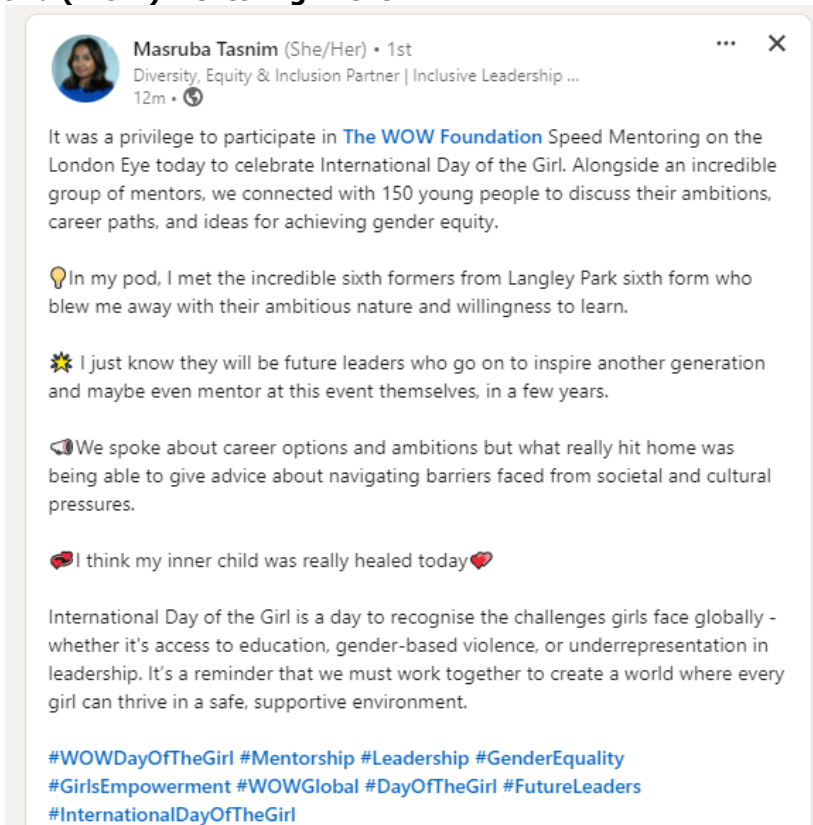 Masruba Tasnim (She/Her) • 1st
Diversity, Equity & Inclusion Partner | Inclusive Leadership ...
12m •
It was a privilege to participate in The WOW Foundation Speed Mentoring on the
London Eye today to celebrate International Day of the Girl. Alongside an incredible
group of mentors, we connected with 150 young people to discuss their ambitions,
career paths, and ideas for achieving gender equity.
💡In my pod, I met the incredible sixth formers from Langley Park sixth form who
blew me away with their ambitious nature and willingness to learn.
🌟 I just know they will be future leaders who go on to inspire another generation
and maybe even mentor at this event themselves, in a few years.
📢We spoke about career options and ambitions but what really hit home was
being able to give advice about navigating barriers faced from societal and cultural
pressures.
💞I think my inner child was really healed today💕
International Day of the Girl is a day to recognise the challenges girls face globally -
whether it's access to education, gender-based violence, or underrepresentation in
leadership. It's a reminder that we must work together to create a world where every
girl can thrive in a safe, supportive environment.
#WOWDayOfTheGirl #Mentorship #Leadership #GenderEquality
#GirlsEmpowerment #WOWGlobal #DayOfTheGirl #FutureLeaders
#InternationalDayOfTheGirl